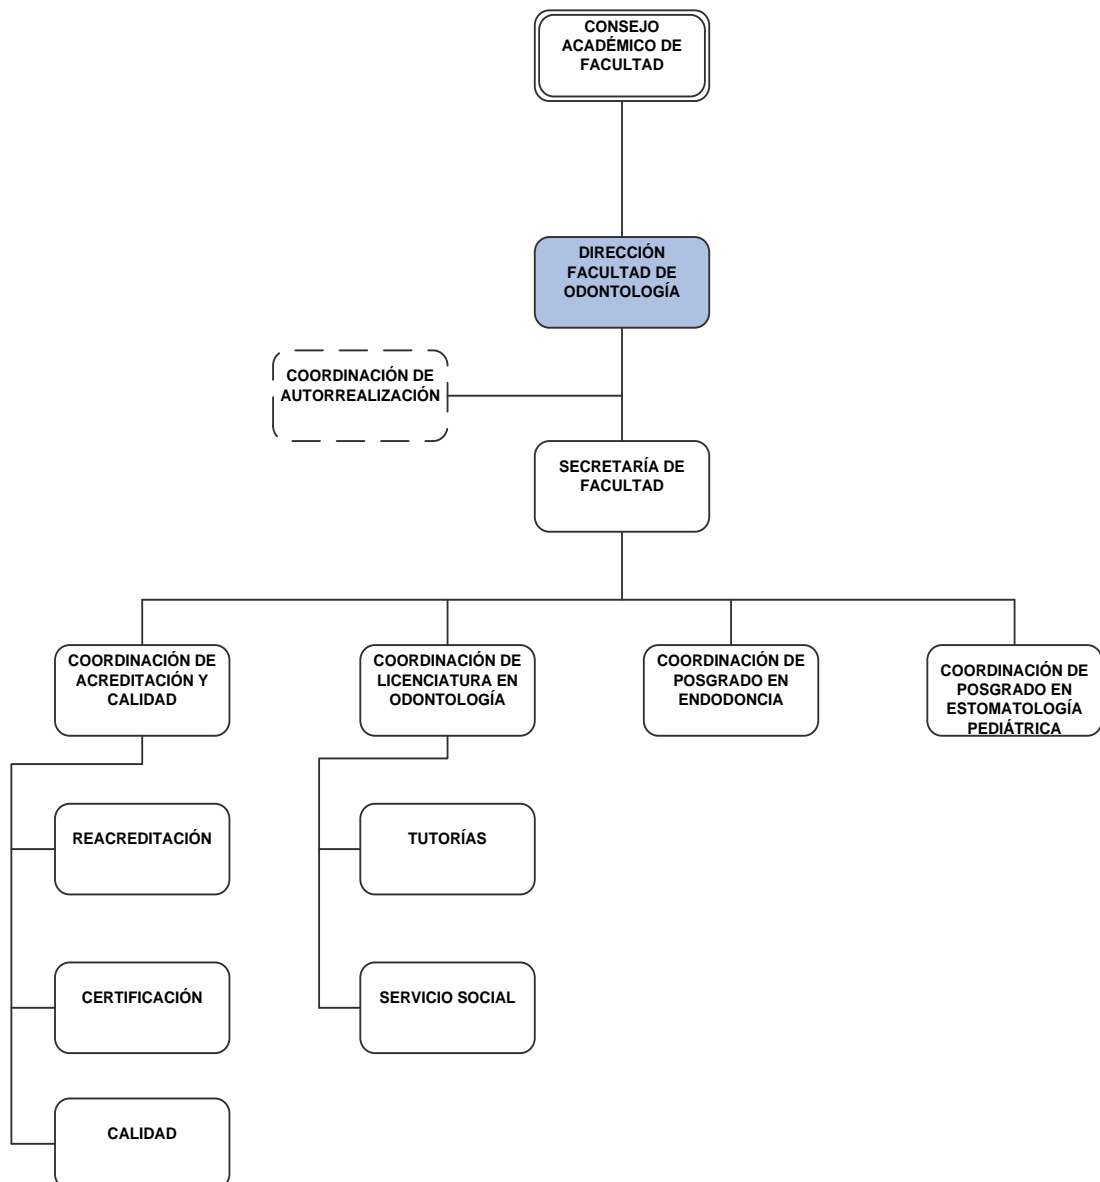 CONSEJO
ACADÉMICO DE
FACULTAD
DIRECCIÓN
FACULTAD DE
ODONTOLOGÍA
COORDINACIÓN DE
AUTORREALIZACIÓN
SECRETARÍA DE
FACULTAD
COORDINACIÓN DE
ACREDITACIÓN Y
CALIDAD
COORDINACIÓN DE
LICENCIATURA EN
ODONTOLOGÍA
COORDINACIÓN DE
POSGRADO EN
ENDODONCIA
COORDINACIÓN DE
POSGRADO EN
ESTOMATOLOGÍA
PEDIÁTRICA
REACREDITACIÓN
TUTORÍAS
CERTIFICACIÓN
SERVICIO SOCIAL
CALIDAD